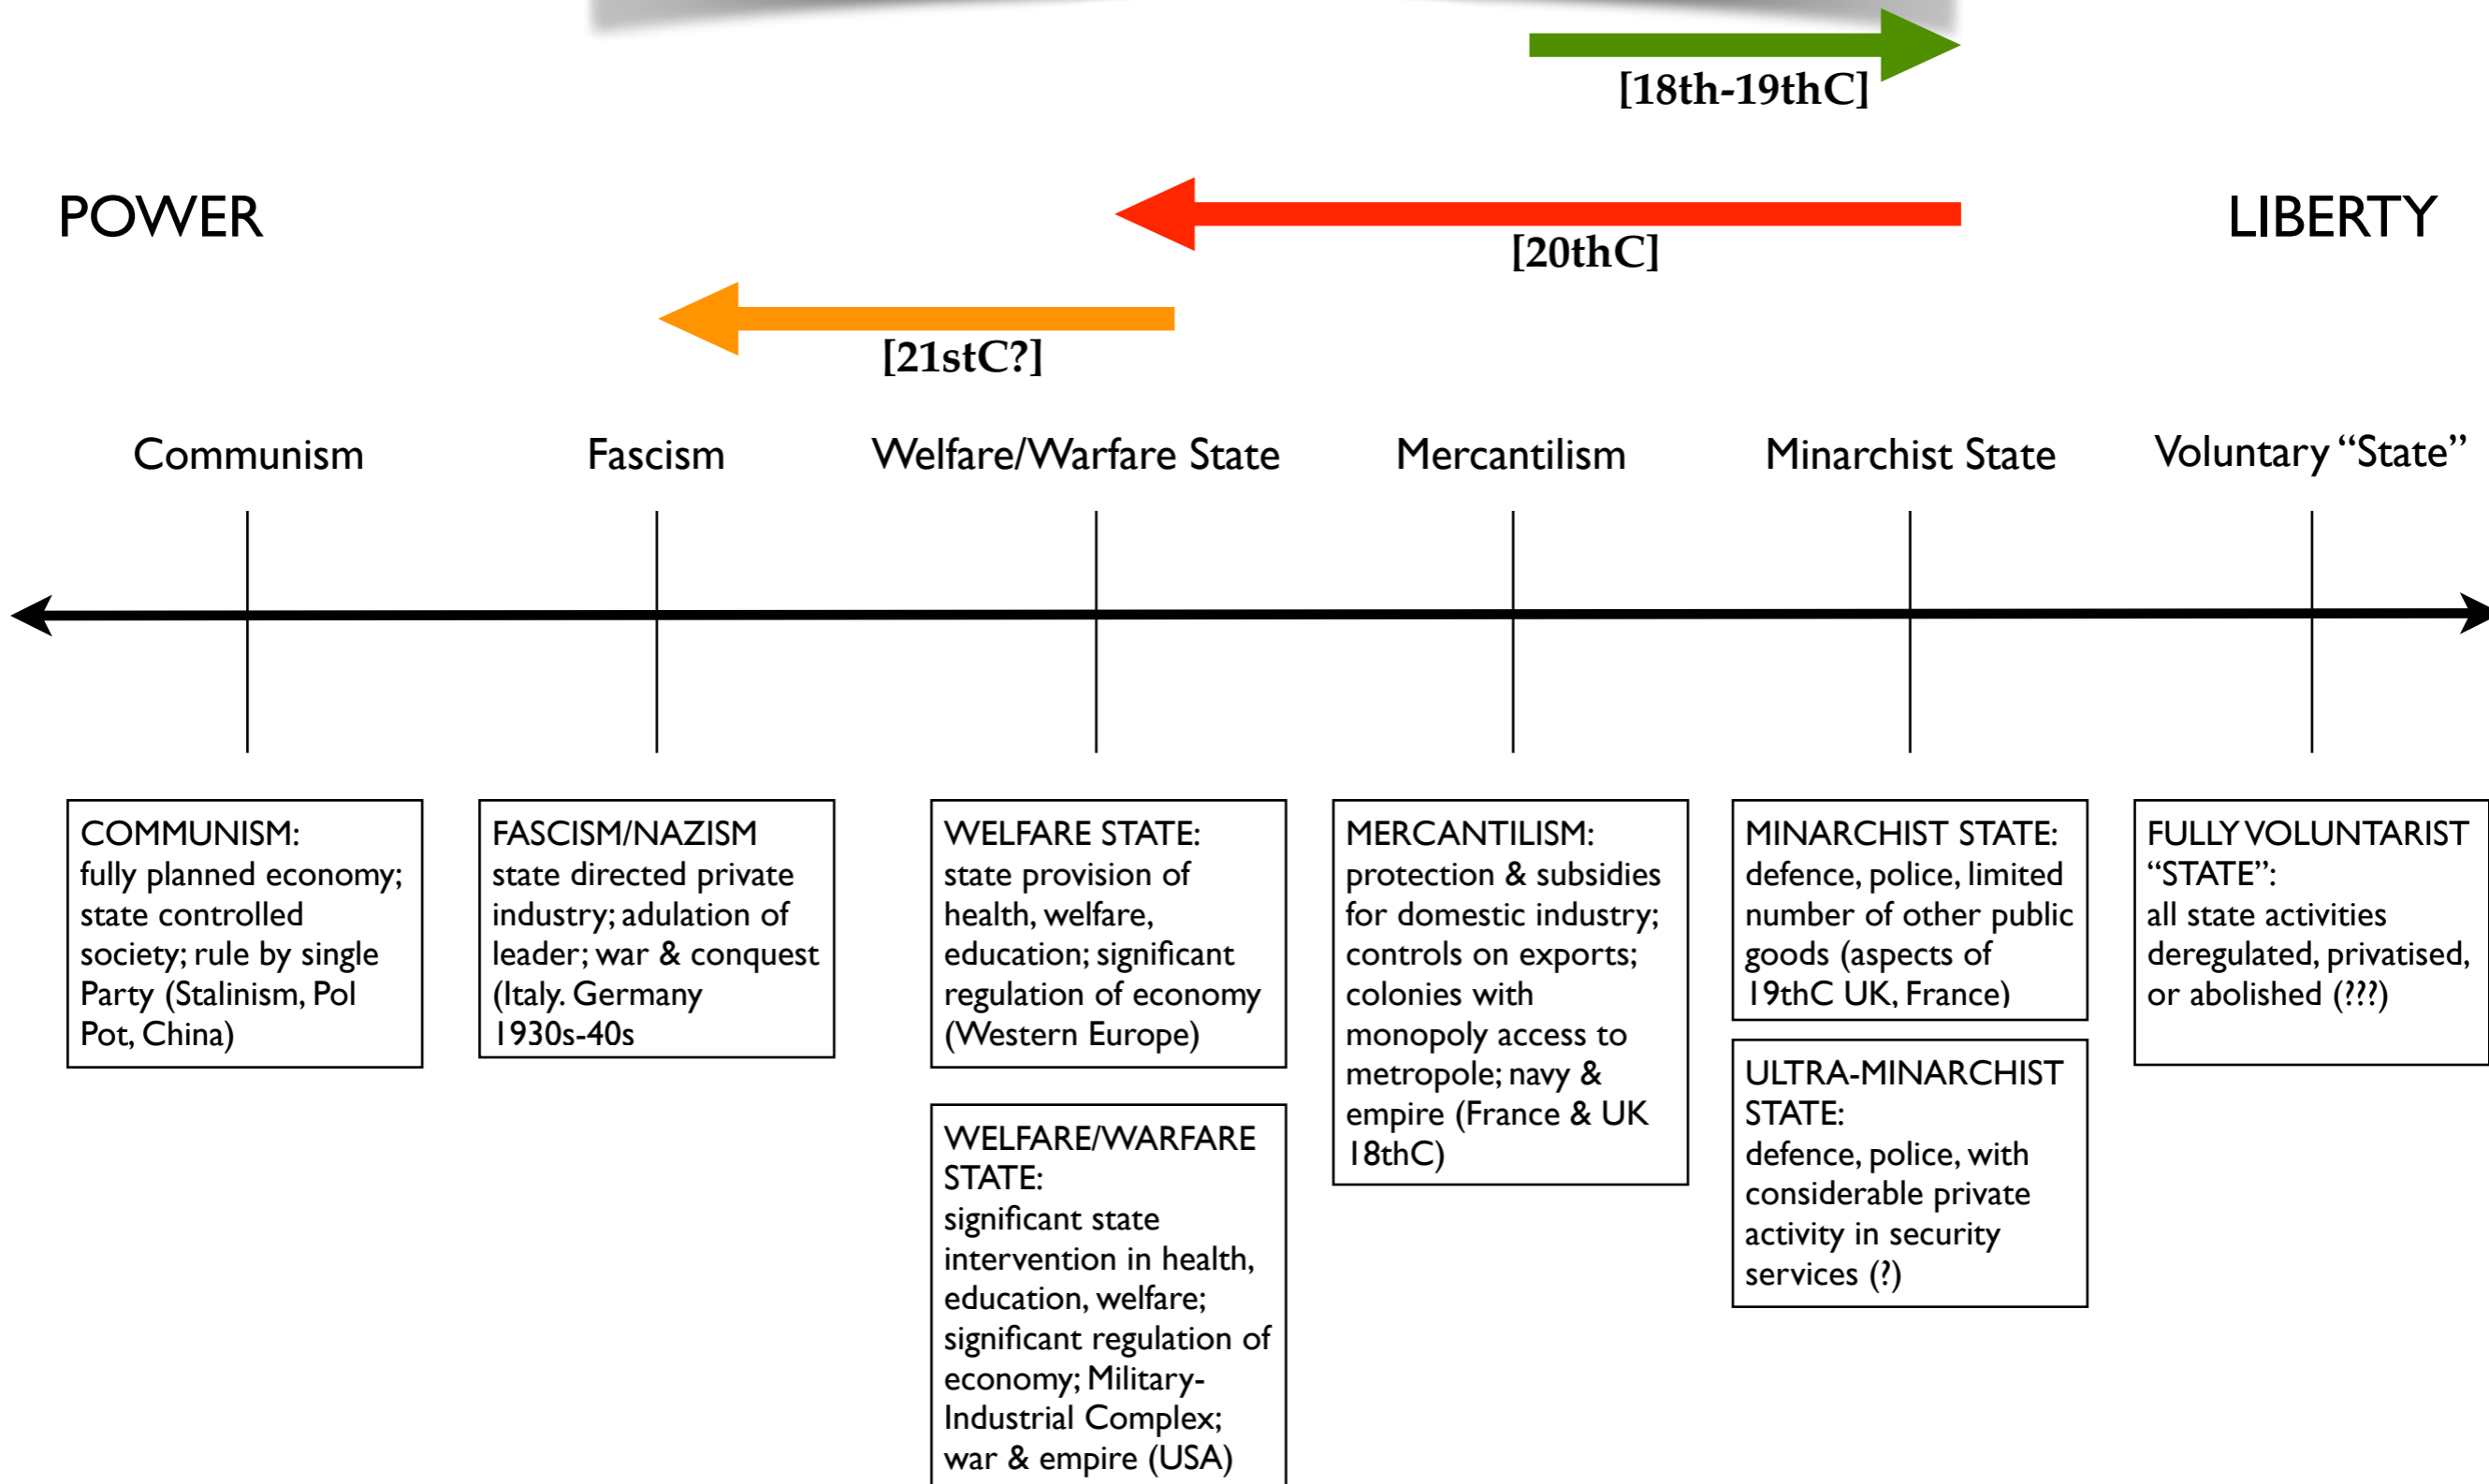 [18th-19thC]
POWER
LIBERTY
[20thC]
[21stC?]
Communism
Fascism
Welfare/Warfare State
Mercantilism
Minarchist State
Voluntary “State”
COMMUNISM:
fully planned economy;
state controlled
society; rule by single
Party (Stalinism, Pol
Pot, China)
FASCISM/NAZISM
state directed private
industry; adulation of
leader; war & conquest
(Italy. Germany
1930s-40s
WELFARE STATE:
state provision of
health, welfare,
education; significant
regulation of economy
(Western Europe)
WELFARE/WARFARE
STATE:
significant state
intervention in health,
education, welfare;
significant regulation of
economy; Military-
Industrial Complex;
war & empire (USA)
MERCANTILISM:
protection & subsidies
for domestic industry;
controls on exports;
colonies with
monopoly access to
metropole; navy &
empire (France & UK
18thC)
MINARCHIST STATE:
defence, police, limited
number of other public
goods (aspects of
19thC UK, France)
ULTRA-MINARCHIST
STATE:
defence, police, with
considerable private
activity in security
services (?)
FULLY VOLUNTARIST
“STATE”:
all state activities
deregulated, privatised,
or abolished (???)